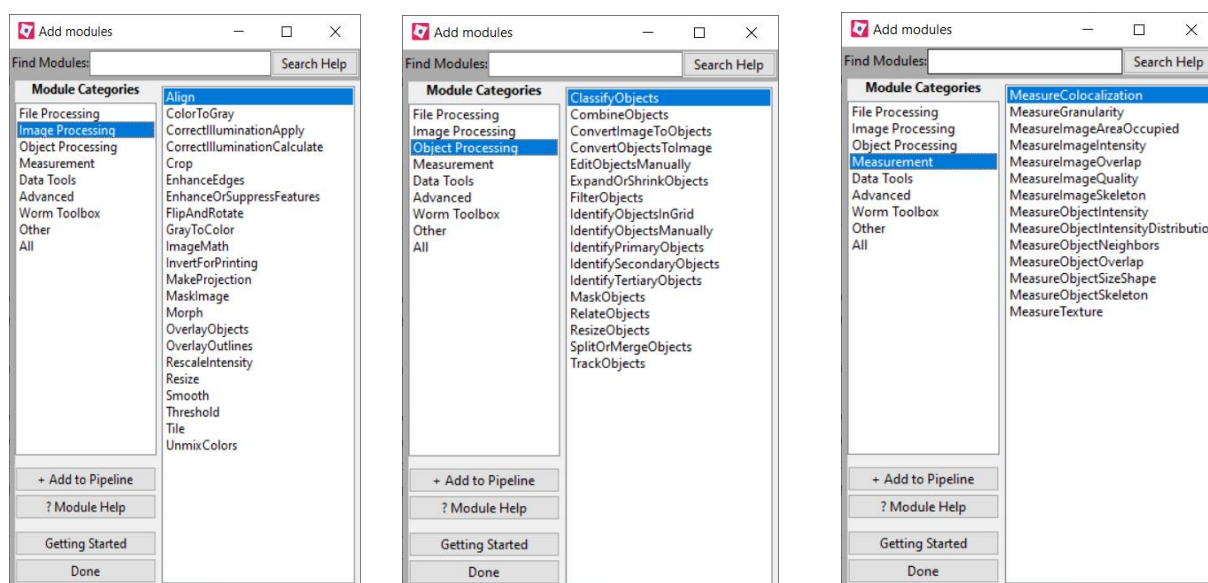 Add modules
Find Modules:
Search Help
Module Categories
File Processing
Image Processing
Object Processing
Measurement
Data Tools
Advanced
Worm Toolbox
Other
All
+ Add to Pipeline
? Module Help
Getting Started
Done
Align
ColorToGray
CorrectIlluminationApply
CorrectIlluminationCalculate
Crop
EnhanceEdges
EnhanceOrSuppressFeatures
FlipAndRotate
GrayToColor
ImageMath
InvertForPrinting
MakeProjection
MaskImage
Morph
OverlayObjects
OverlayOutlines
RescaleIntensity
Resize
Smooth
Threshold
Tile
UnmixColors
Add modules
Find Modules:
Search Help
Module Categories
File Processing
Image Processing
Object Processing
Measurement
Data Tools
Advanced
Worm Toolbox
Other
All
+ Add to Pipeline
? Module Help
Getting Started
Done
ClassifyObjects
CombineObjects
ConvertImageToObjects
ConvertObjectsToImage
EditObjectsManually
ExpandOrShrinkObjects
FilterObjects
IdentifyObjectsInGrid
IdentifyObjectsManually
IdentifyPrimaryObjects
IdentifySecondaryObjects
IdentifyTertiaryObjects
MaskObjects
RelateObjects
ResizeObjects
SplitOrMergeObjects
TrackObjects
Add modules
Find Modules:
Search Help
Module Categories
File Processing
Image Processing
Object Processing
Measurement
Data Tools
Advanced
Worm Toolbox
Other
All
+ Add to Pipeline
? Module Help
Getting Started
Done
MeasureColocalization
MeasureGranularity
MeasureImageAreaOccupied
MeasureImageIntensity
MeasureImageOverlap
MeasureImageQuality
MeasureImageSkeleton
MeasureObjectIntensity
MeasureObjectIntensityDistributio
MeasureObjectNeighbors
MeasureObjectOverlap
MeasureObjectSizeShape
MeasureObjectSkeleton
MeasureTexture